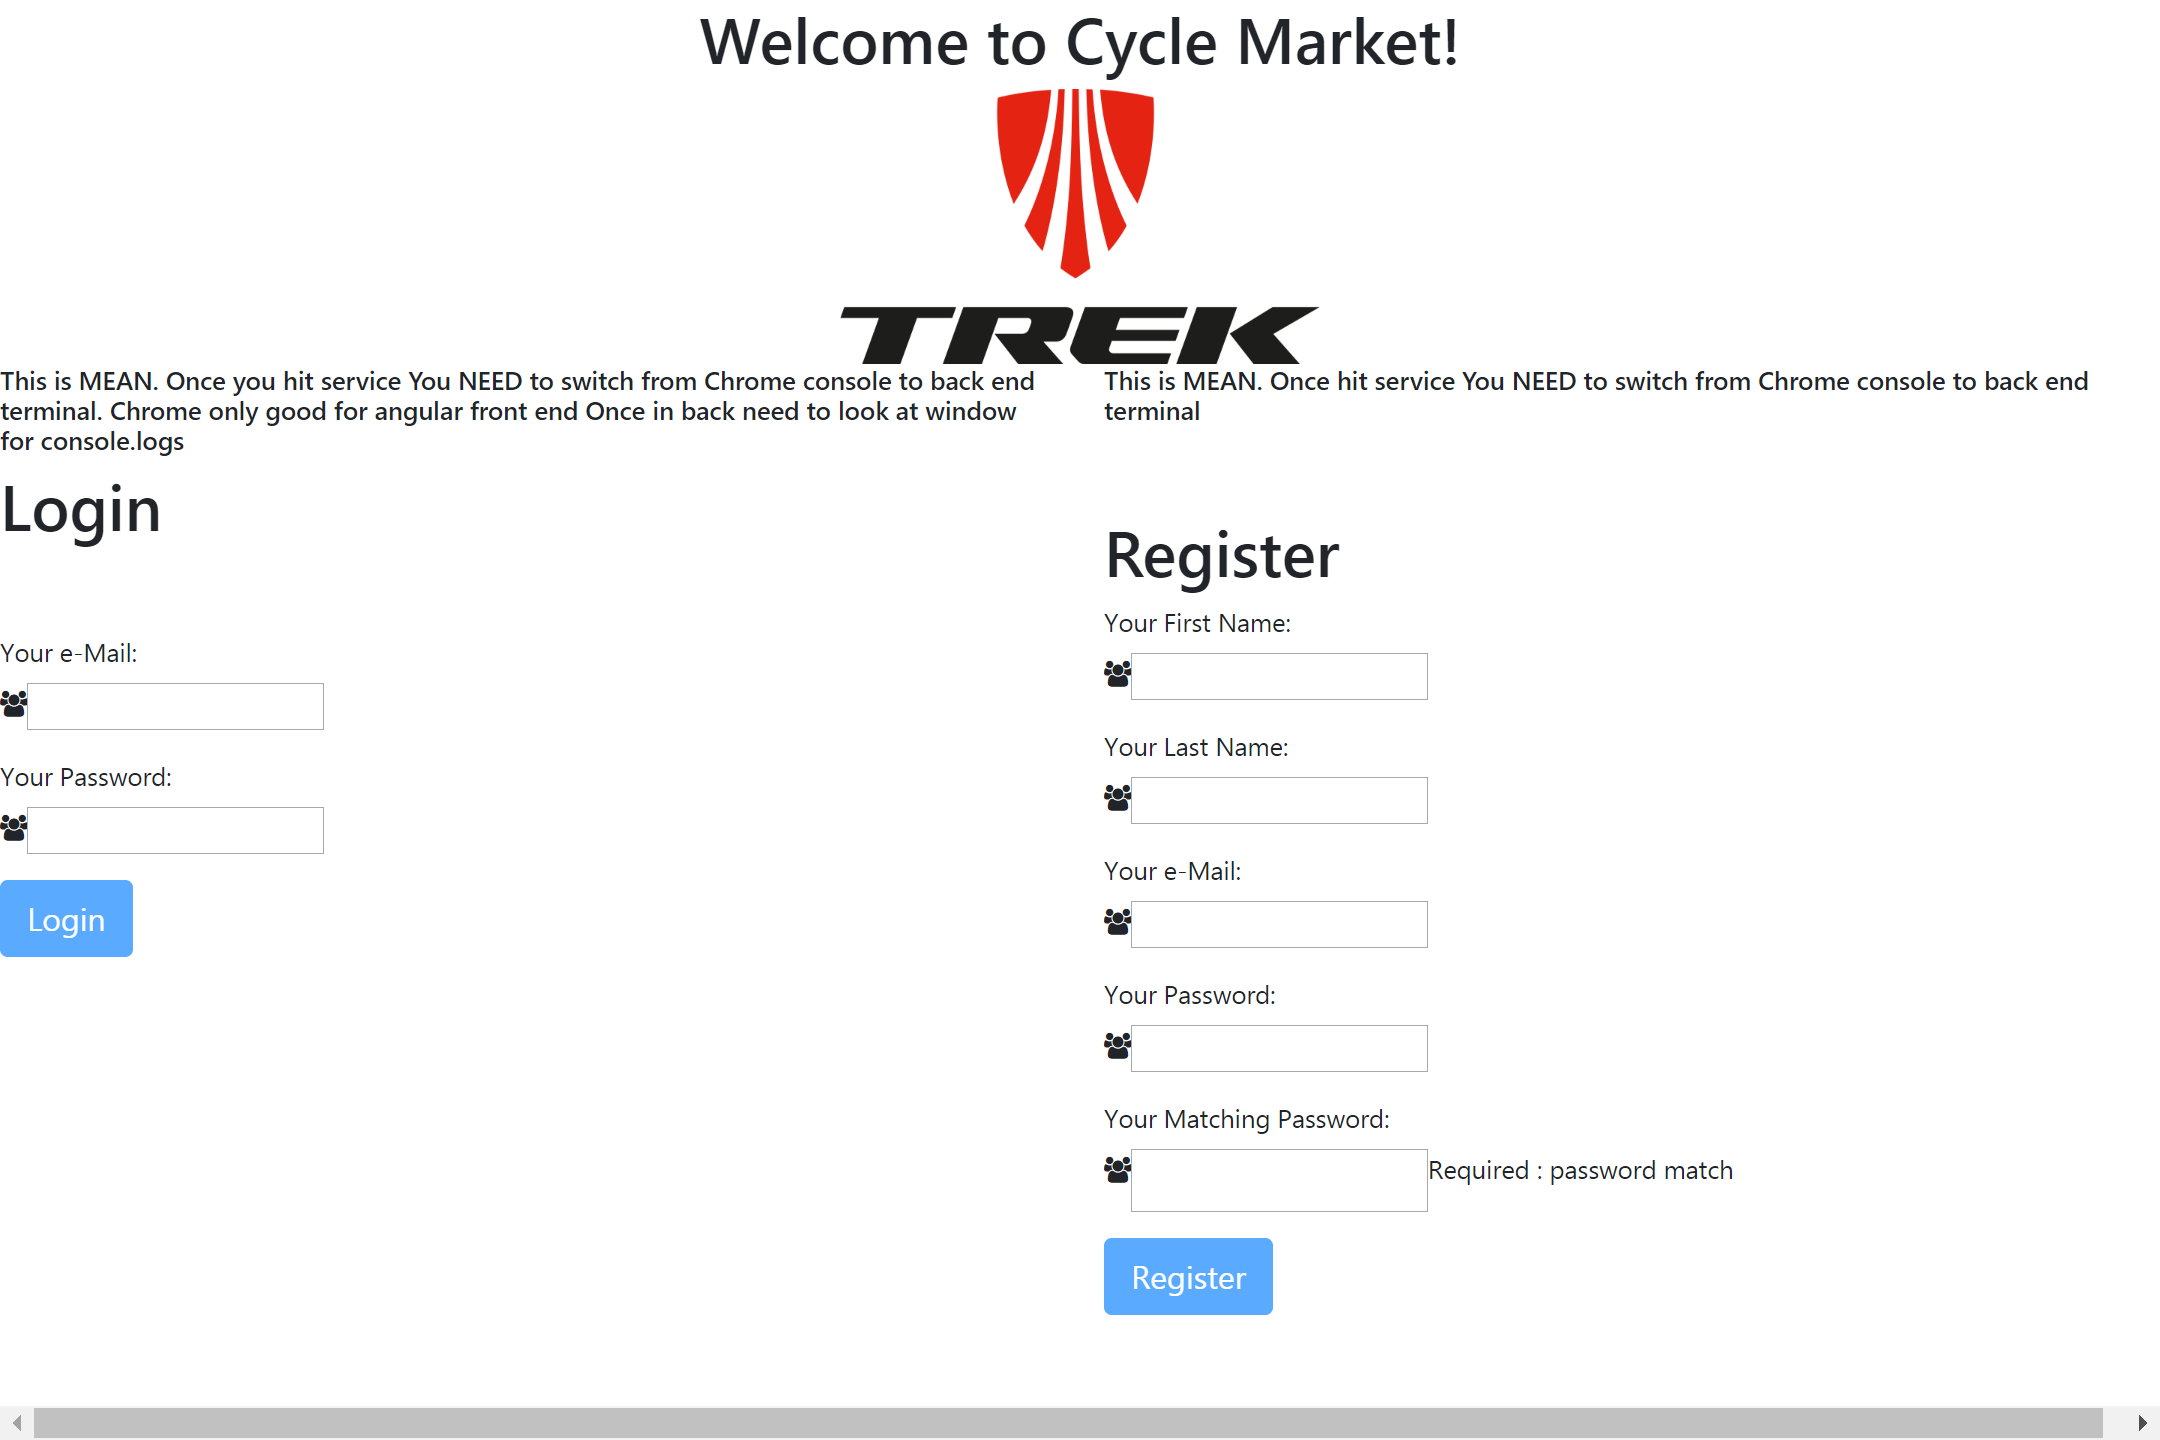 Welcome to Cycle Market!
TREK
This is MEAN. Once you hit service You NEED to switch from Chrome console to back end
terminal. Chrome only good for angular front end Once in back need to look at window
for console.logs
Login
Your e-Mail:
Your Password:
Login
This is MEAN. Once hit service You NEED to switch from Chrome console to back end
terminal
Register
Your First Name:
Your Last Name:
Your e-Mail:
Your Password:
Your Matching Password:
Required : password match
Register